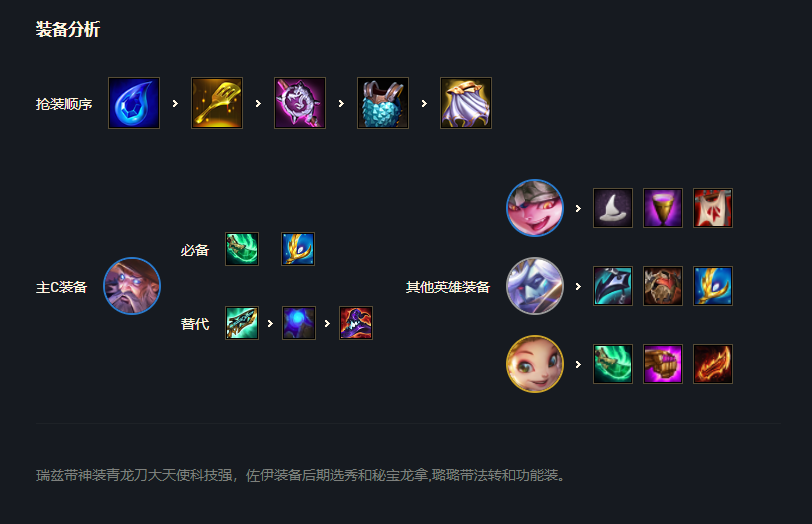 装备分析
抢装顺序
必备
主C装备
替代
其他英雄装备
瑞兹带神装青龙刀大天使科技强，佐伊装备后期选秀和秘宝龙拿,璐璐带法转和功能装。